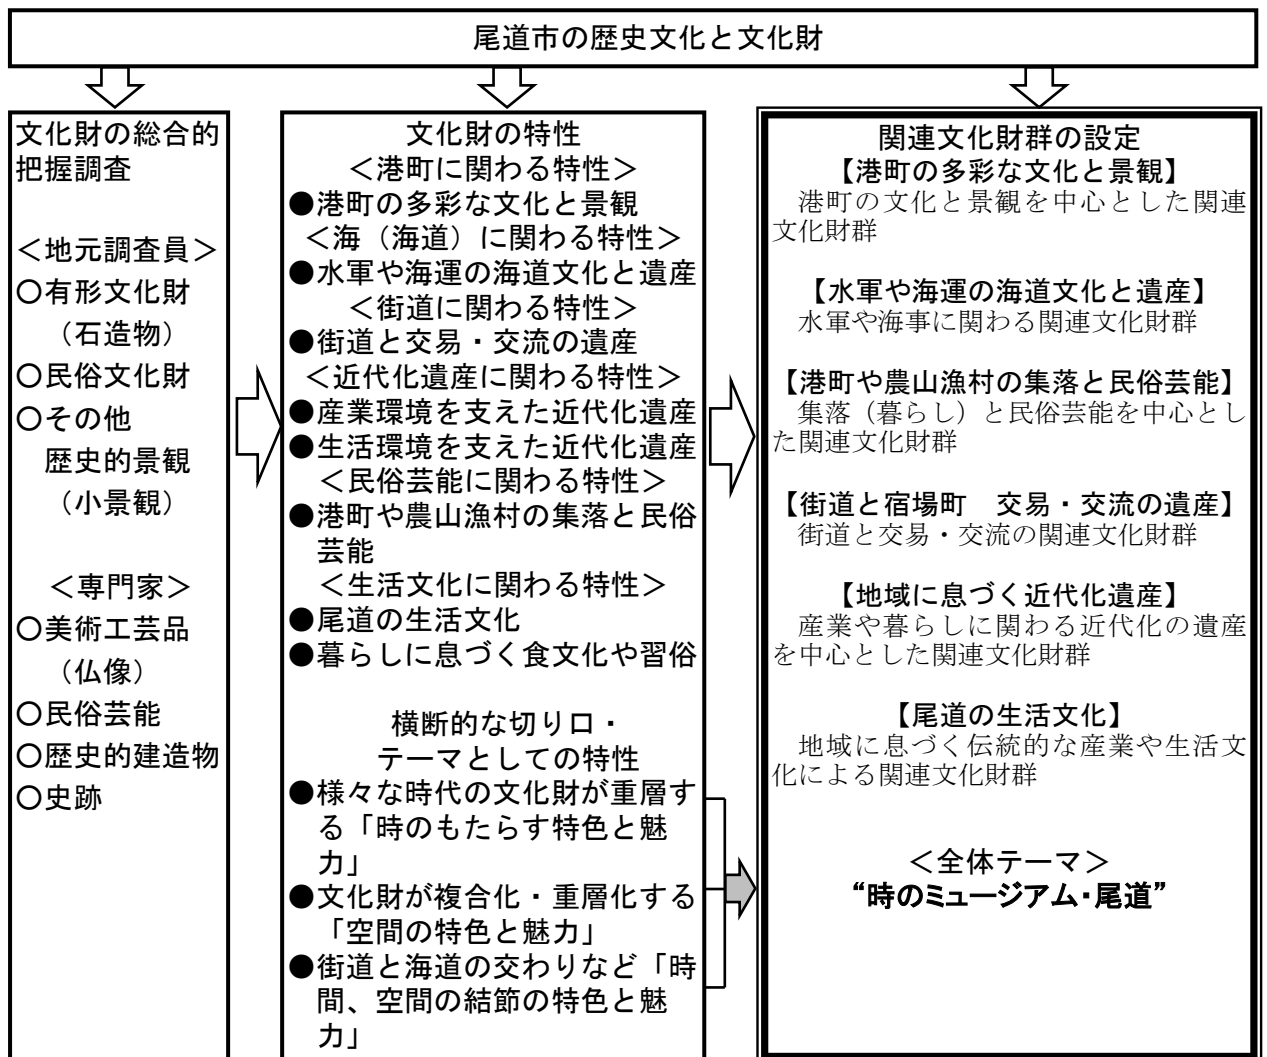 尾道市の歴史文化と文化財
文化財の総合的
把握調査
＜地元調査員＞
○有形文化財
（石造物）
○民俗文化財
○その他
歴史的景観
（小景観）
＜専門家＞
○美術工芸品
（仏像）
○民俗芸能
○歴史的建造物
○史跡
文化財の特性
＜港町に関わる特性＞
●港町の多彩な文化と景観
＜海（海道）に関わる特性＞
●水軍や海運の海道文化と遺産
＜街道に関わる特性＞
●街道と交易・交流の遺産
＜近代化遺産に関わる特性＞
●産業環境を支えた近代化遺産
●生活環境を支えた近代化遺産
＜民俗芸能に関わる特性＞
●港町や農山漁村の集落と民俗
芸能
＜生活文化に関わる特性＞
●尾道の生活文化
●暮らしに息づく食文化や習俗
横断的な切り口・
テーマとしての特性
●様々な時代の文化財が重層す
る「時のもたらす特色と魅
力」
●文化財が複合化・重層化する
「空間の特色と魅力」
●街道と海道の交わりなど「時
間、空間の結節の特色と魅
力」
関連文化財群の設定
【港町の多彩な文化と景観】
港町の文化と景観を中心とした関連
文化財群
【水軍や海運の海道文化と遺産】
水軍や海事に関わる関連文化財群
【港町や農山漁村の集落と民俗芸能】
集落（暮らし）と民俗芸能を中心とし
た関連文化財群
【街道と宿場町　交易・交流の遺産】
街道と交易・交流の関連文化財群
【地域に息づく近代化遺産】
産業や暮らしに関わる近代化の遺産
を中心とした関連文化財群
【尾道の生活文化】
地域に息づく伝統的な産業や生活文
化による関連文化財群
＜全体テーマ＞
“時のミュージアム・尾道”